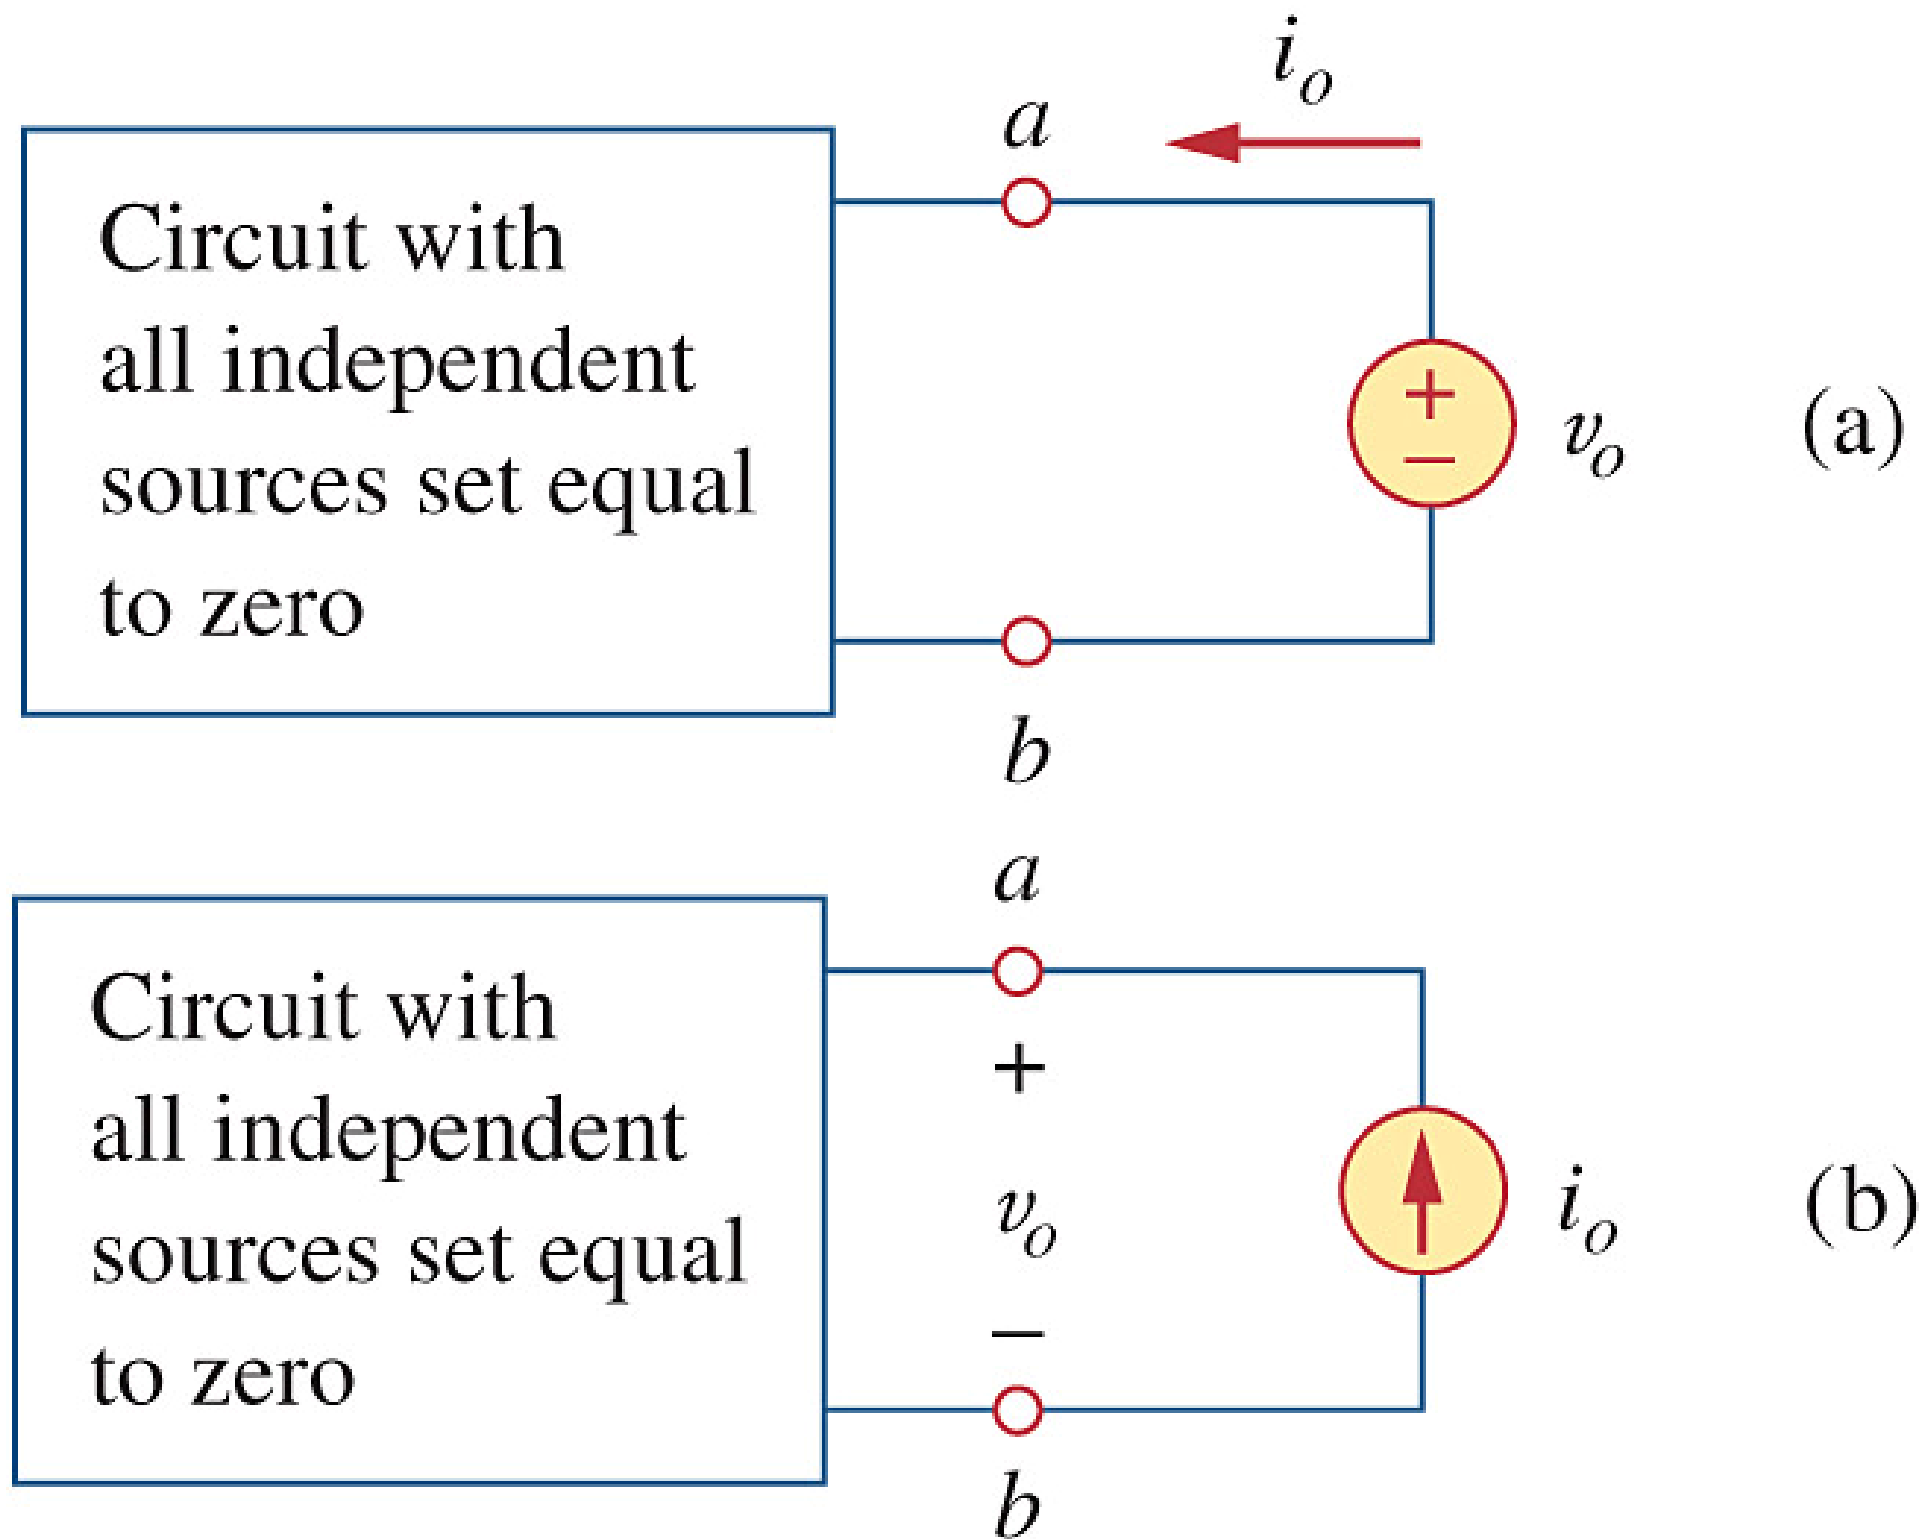 i_o
a
Circuit with
all independent
sources set equal
to zero
+
−
v_o
(a)
b
a
Circuit with
all independent
sources set equal
to zero
+
v_o
−
i_o
(b)
b